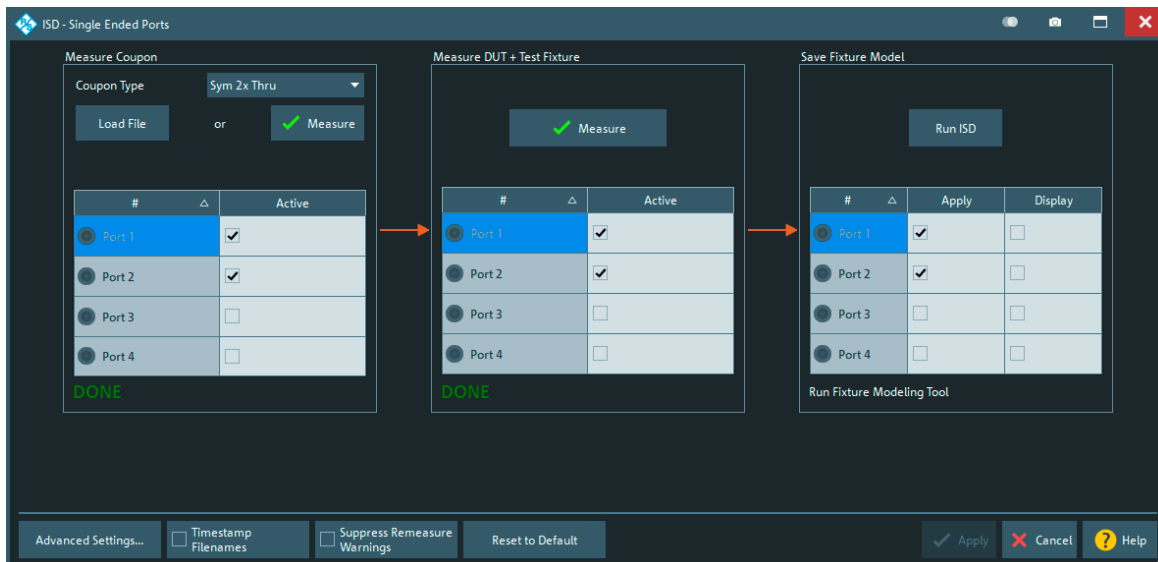 ISD - Single Ended Ports
Measure Coupon
Coupon Type
Sym 2x Thru
Load File
or
Measure
# Active
Port 1
Port 2
Port 3
Port 4
DONE
Measure DUT + Test Fixture
Measure
# Active
Port 1
Port 2
Port 3
Port 4
DONE
Save Fixture Model
Run ISD
# Apply Display
Port 1
Port 2
Port 3
Port 4
Run Fixture Modeling Tool
Advanced Settings...
Timestamp
Filenames
Suppress Remeasure
Warnings
Reset to Default
Apply
Cancel
? Help